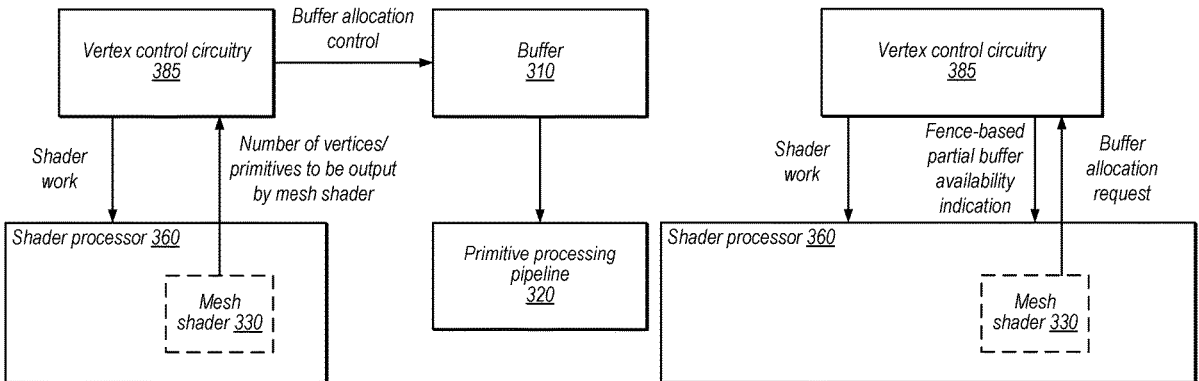 Vertex control circuitry
385
Buffer allocation
control
Buffer
310
Shader
work
Number of vertices/
primitives to be output
by mesh shader
Shader processor 360
Mesh
shader 330
Primitive processing
pipeline
320
Vertex control circuitry
385
Shader
work
Fence-based
partial buffer
availability
indication
Buffer
allocation
request
Shader processor 360
Mesh
shader 330